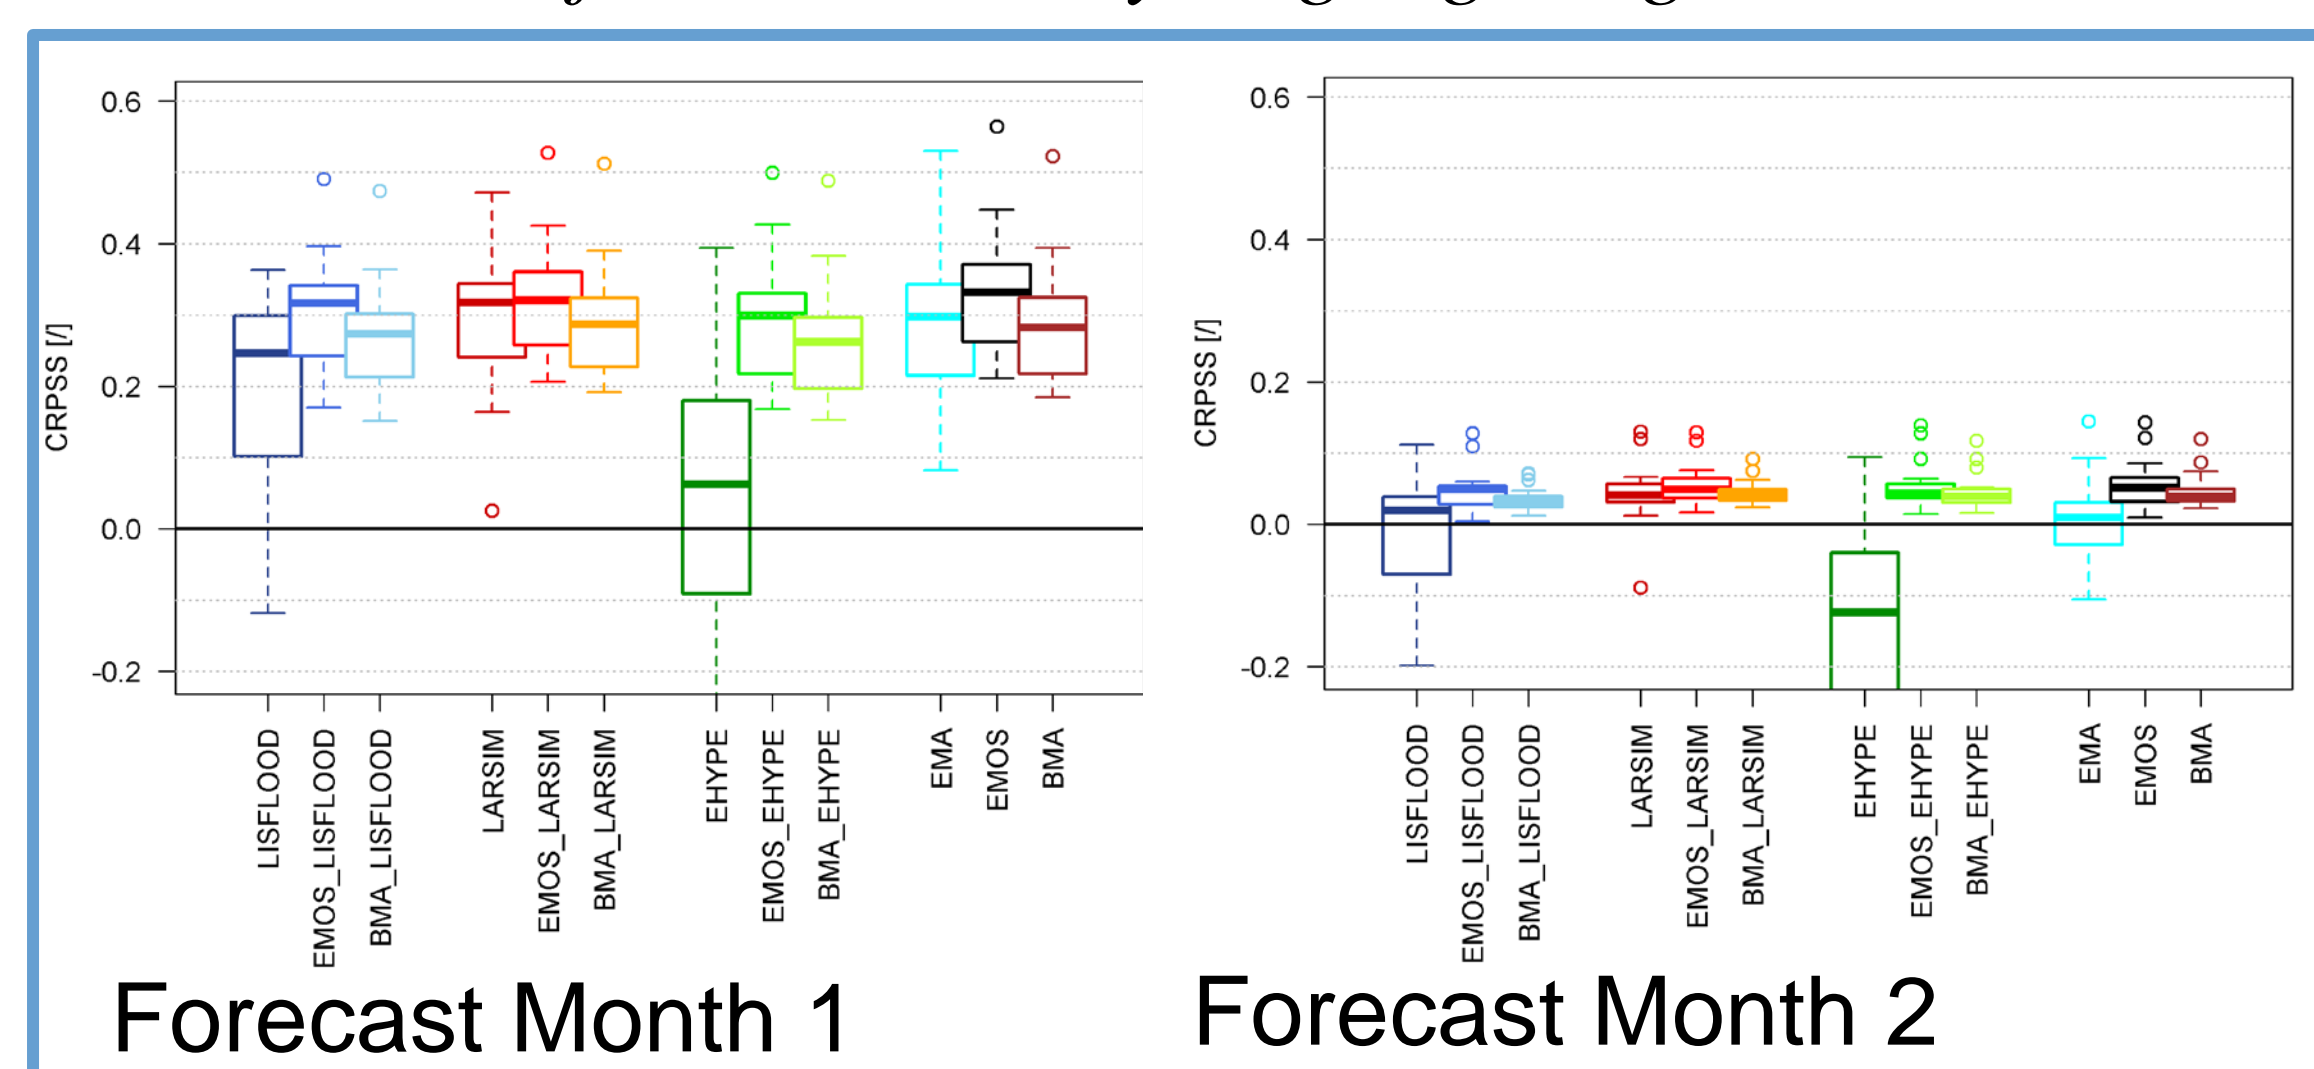 0.6
0.4
0.2
0.0
-0.2
CRPSS [/]
LISFLOOD
EMOS_LISFLOOD
BMA_LISFLOOD
LARSIM
EMOS_LARSIM
BMA_LARSIM
EHYPE
EMOS_EHYPE
BMA_EHYPE
EMA
EMOS
BMA
Forecast Month 1
0.6
0.4
0.2
0.0
-0.2
CRPSS [/]
LISFLOOD
EMOS_LISFLOOD
BMA_LISFLOOD
LARSIM
EMOS_LARSIM
BMA_LARSIM
EHYPE
EMOS_EHYPE
BMA_EHYPE
EMA
EMOS
BMA
Forecast Month 2